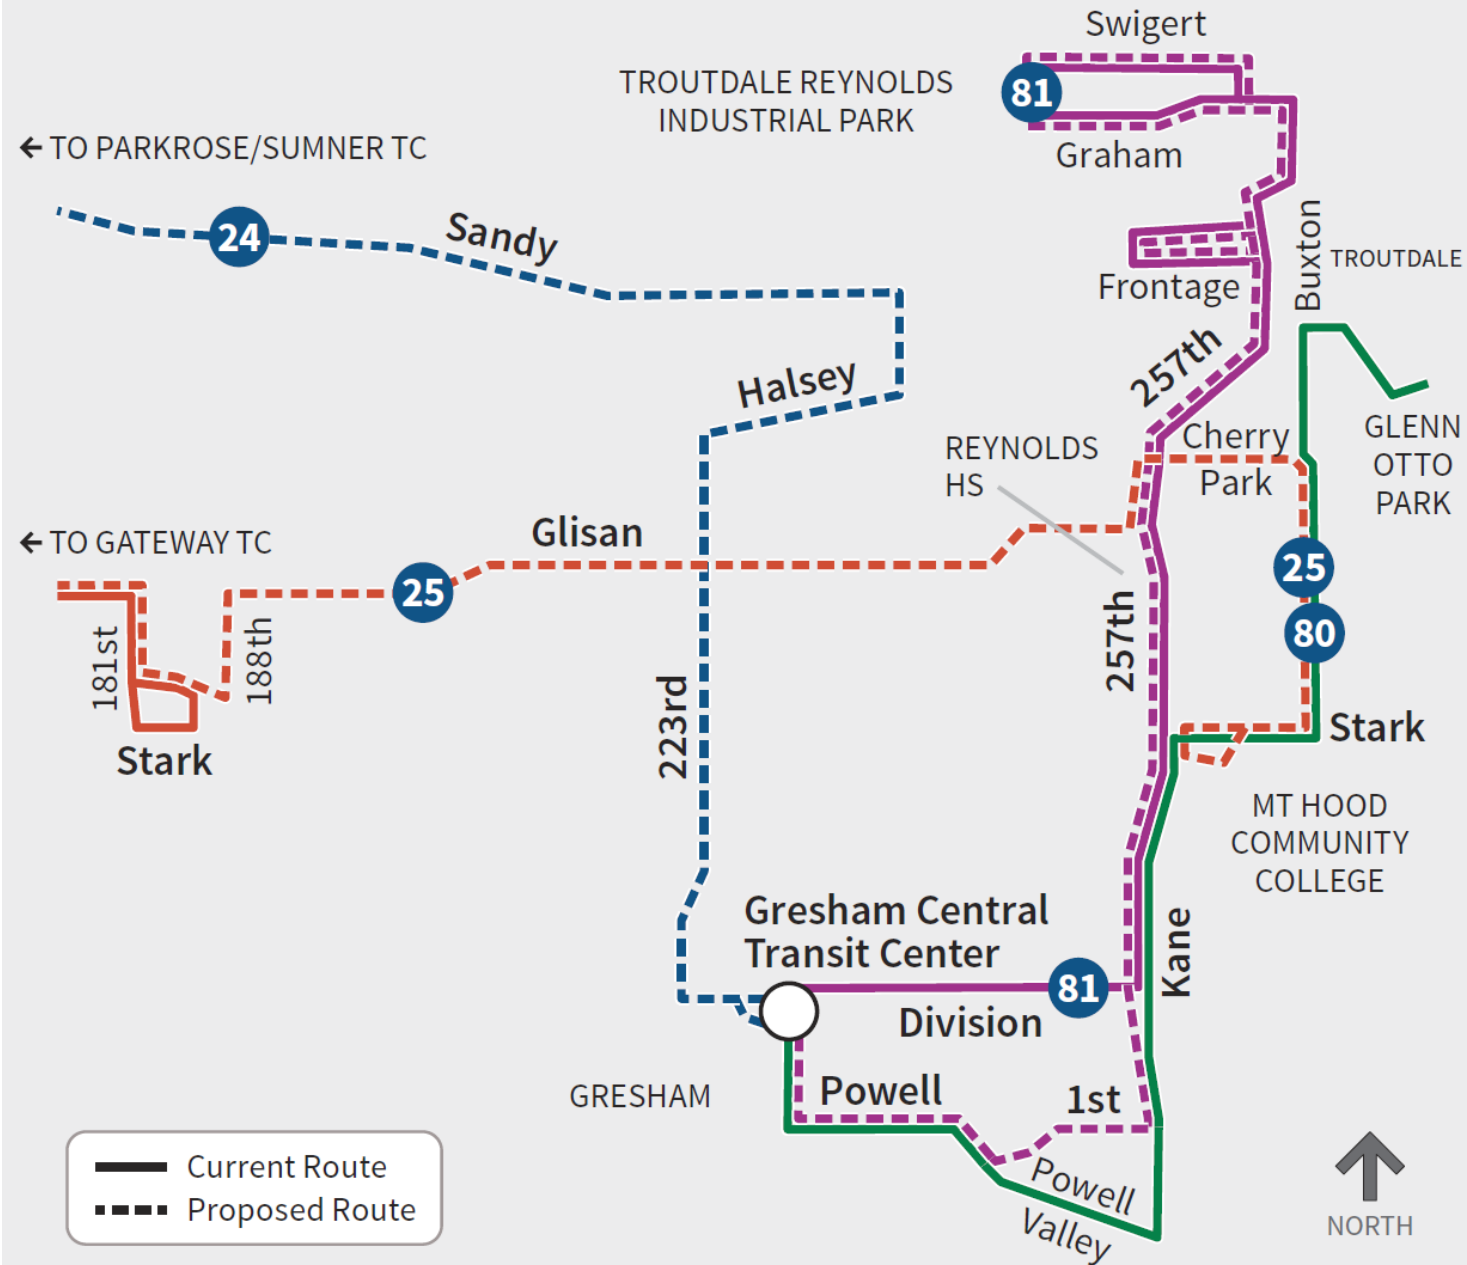 Swigert
TROUTDALE REYNOLDS
INDUSTRIAL PARK
81
← TO PARKROSE/SUMNER TC
Graham
24
Sandy
Buxton
TROUTDALE
Frontage
257th
Halsey
REYNOLDS
HS
Cherry
Park
GLENN
OTTO
PARK
← TO GATEWAY TC
Glisan
25
25
80
181st
188th
257th
223rd
Stark
Stark
MT HOOD
COMMUNITY
COLLEGE
Gresham Central
Transit Center
Kane
81
Division
GRESHAM
Powell
1st
Powell
Valley
Current Route
Proposed Route
NORTH